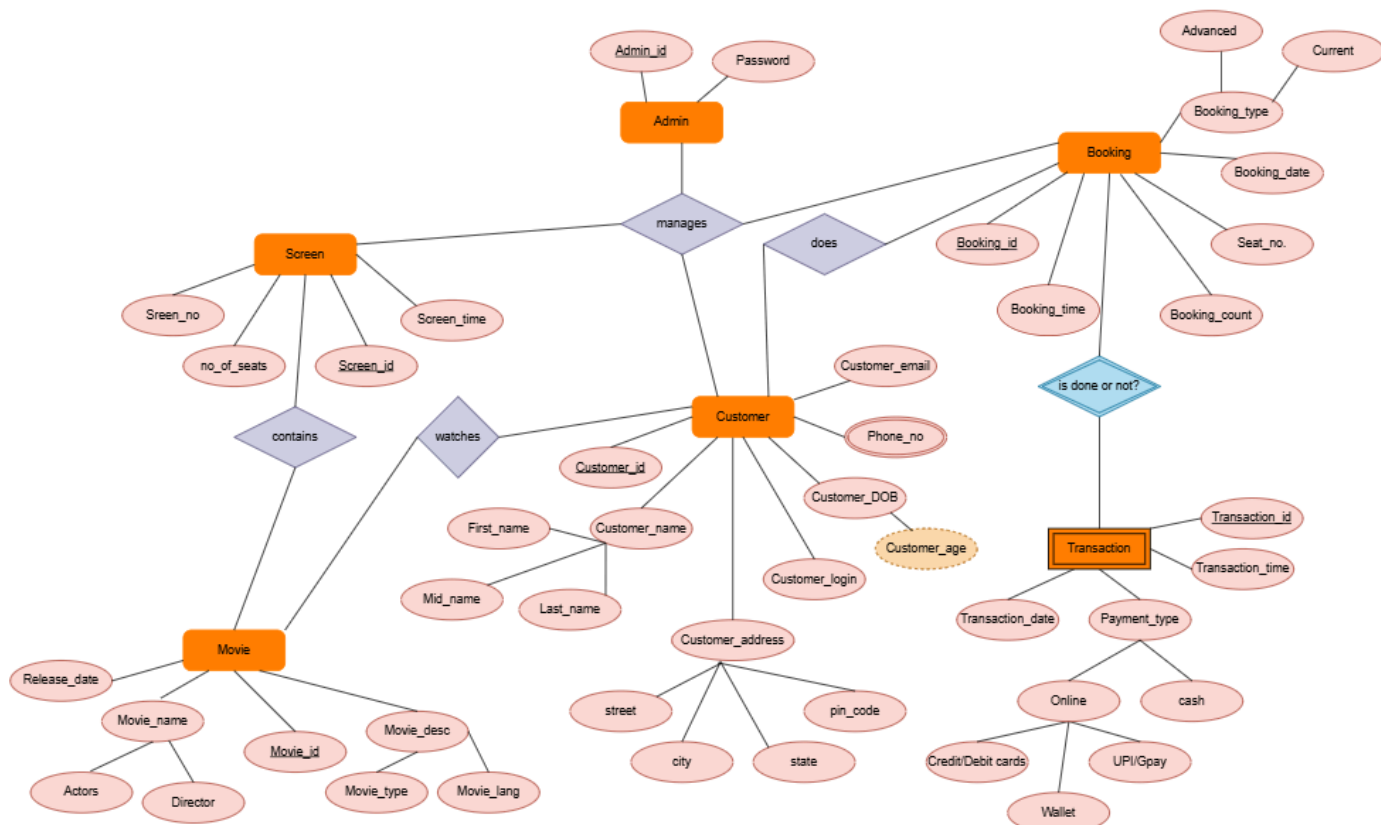 Advanced
Current
Admin_id
Password
Booking_type
Admin
Booking
Booking_date
manages
does
Booking_id
Seat_no.
Screen
Sreen_no
Screen_time
Booking_time
Booking_count
no_of_seats
Screen_id
Customer_email
is done or not?
contains
watches
Customer
Phone_no
Customer_id
Customer_DOB
First_name
Customer_name
Customer_age
Transaction_id
Transaction
Customer_login
Transaction_time
Mid_name
Last_name
Transaction_date
Payment_type
Customer_address
Movie
Release_date
Movie_name
Movie_id
Movie_desc
street
pin_code
Online
cash
city
state
Credit/Debit cards
UPI/Gpay
Actors
Director
Movie_type
Movie_lang
Wallet